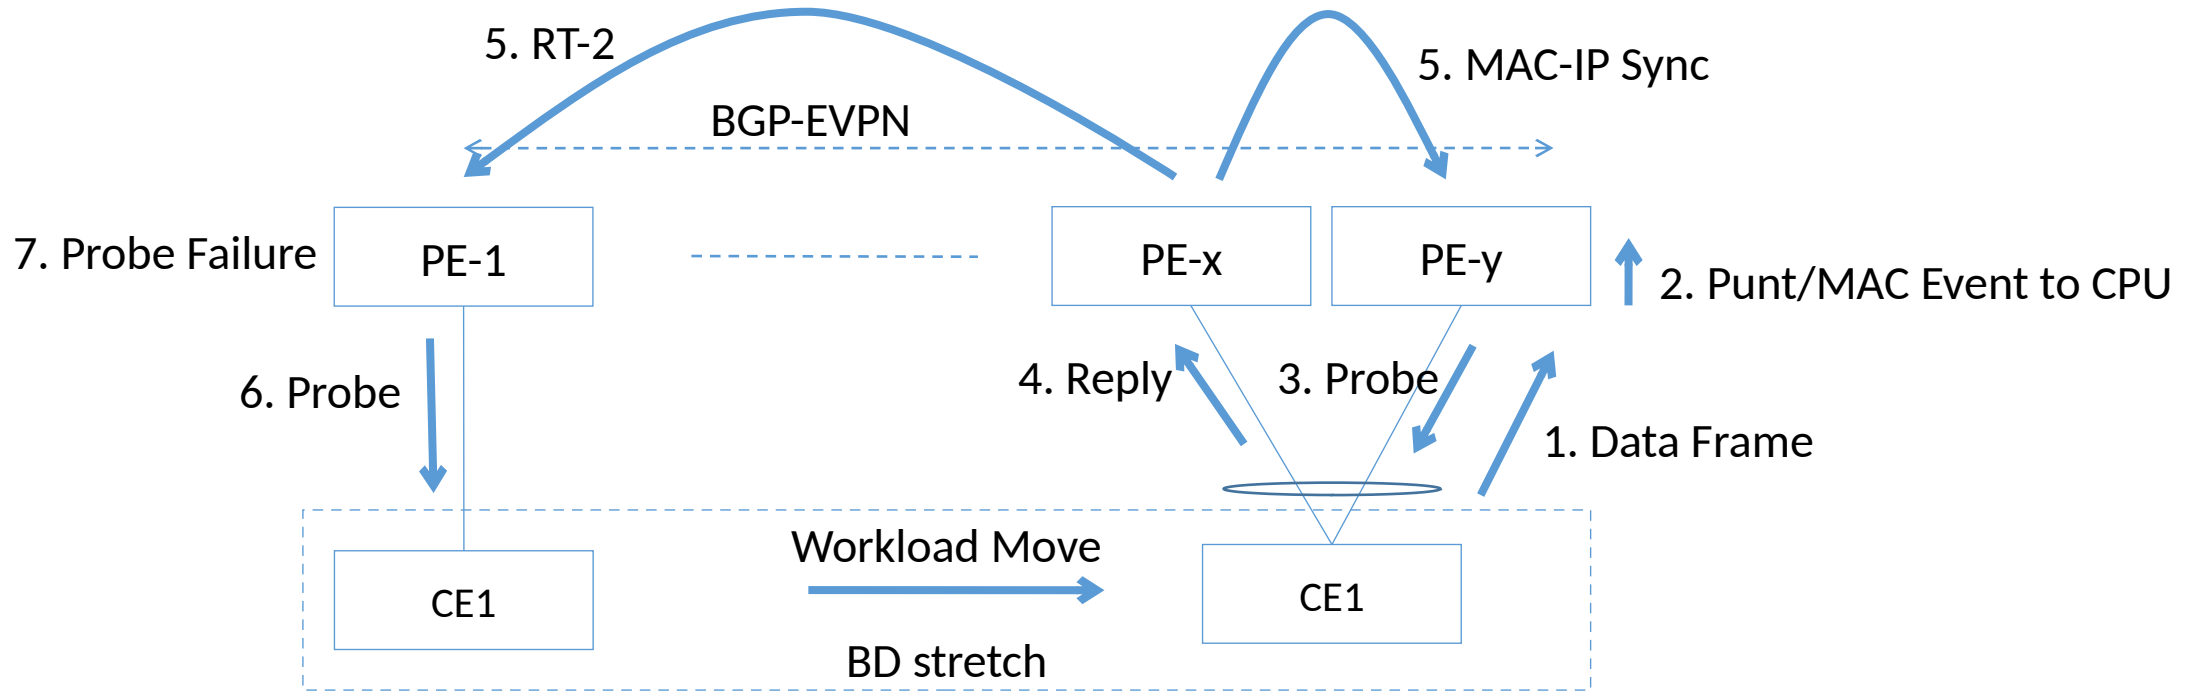 5. RT-2
5. MAC-IP Sync
BGP-EVPN
7. Probe Failure
PE-1
PE-x
PE-y
2. Punt/MAC Event to CPU
6. Probe
4. Reply
3. Probe
1. Data Frame
Workload Move
CE1
CE1
BD stretch